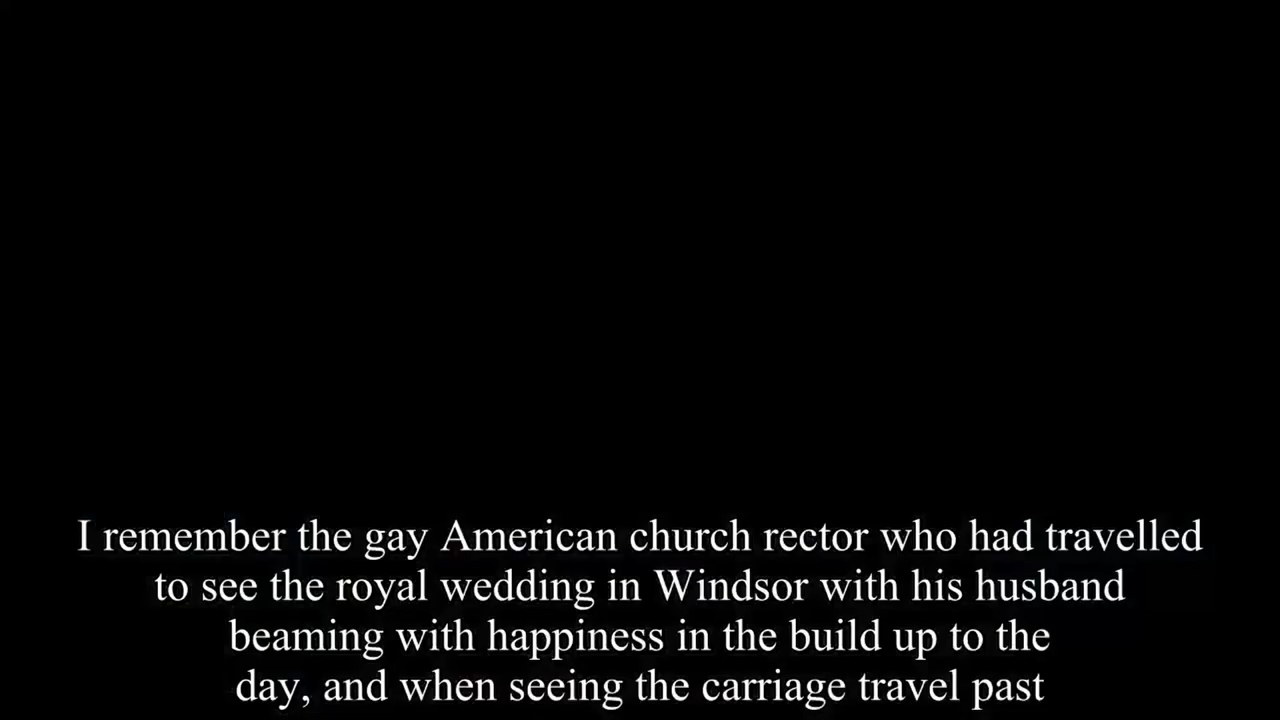 I remember the gay American church rector who had travelled
to see the royal wedding in Windsor with his husband
beaming with happiness in the build up to the
day, and when seeing the carriage travel past